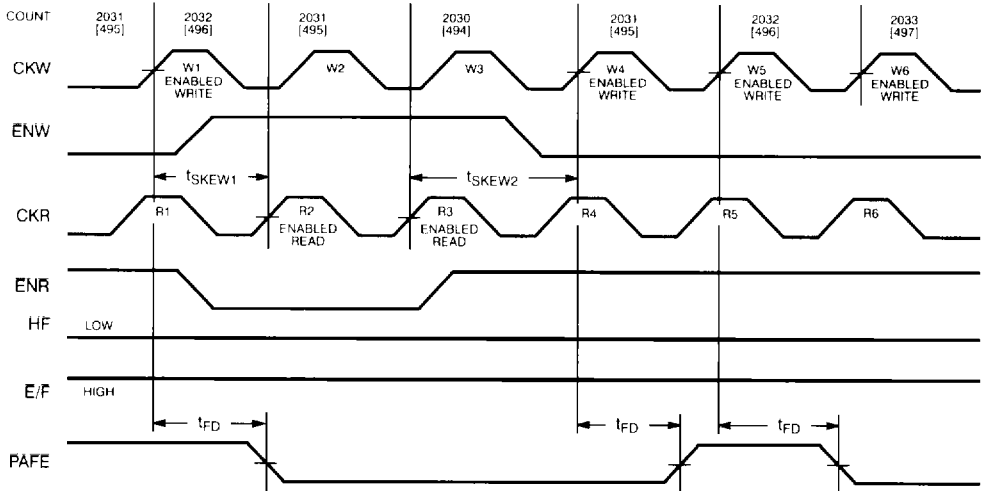 COUNT 2031 2032 2031 2030 2031 2032 2033
[495] [496] [495] [494] [495] [496] [497]
CKW W1 W2 W3 W4 W5 W6
ENABLED ENABLED ENABLED ENABLED
WRITE WRITE WRITE WRITE
ENW
tSKEW1 tSKEW2
CKR R1 R2 R3 R4 R5 R6
ENABLED ENABLED
READ READ
ENR
HF LOW
E/F HIGH
tFD tFD tFD
PAFE